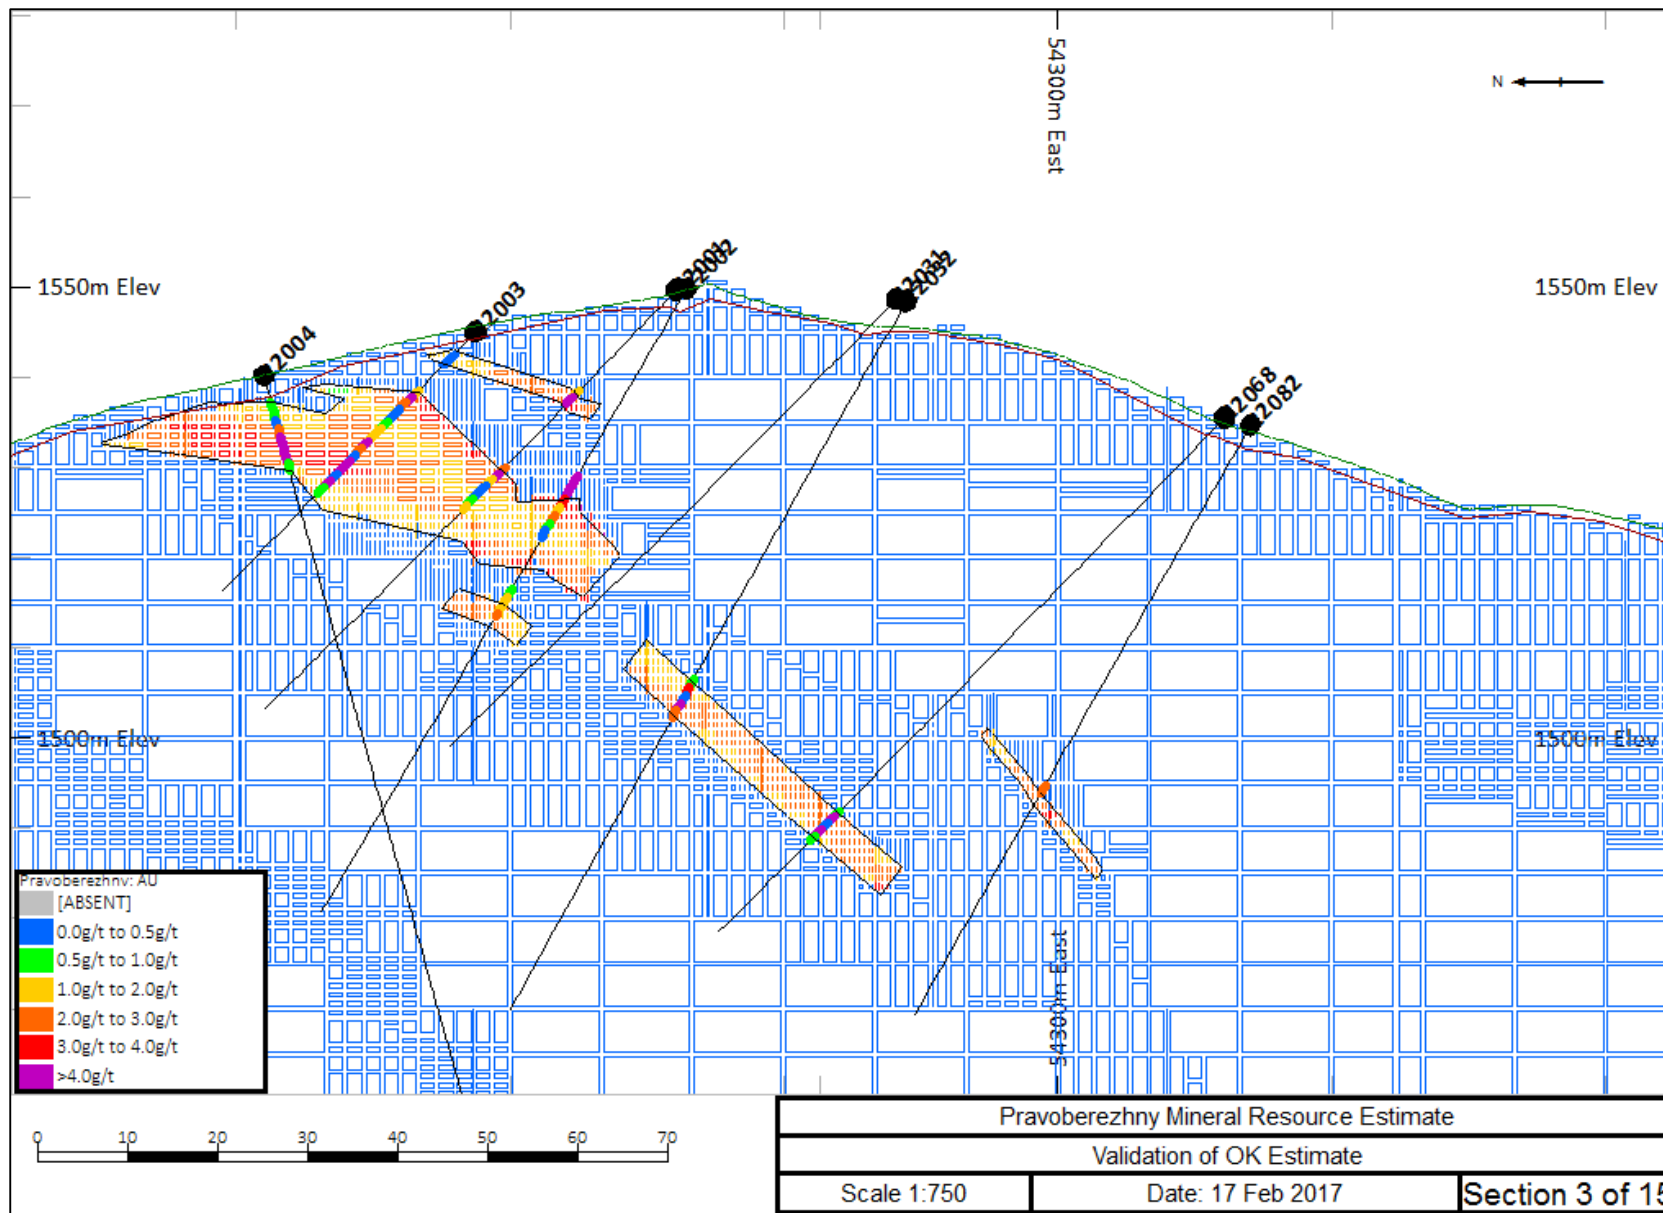 54300m East
N
1550m Elev
1550m Elev
2004
2003
2001
2002
2031
2032
2068
2082
1500m Elev
1500m Elev
54300m East
Pravoberezhny: AU
[ABSENT]
0.0g/t to 0.5g/t
0.5g/t to 1.0g/t
1.0g/t to 2.0g/t
2.0g/t to 3.0g/t
3.0g/t to 4.0g/t
>4.0g/t
0 10 20 30 40 50 60 70
Pravoberezhny Mineral Resource Estimate
Validation of OK Estimate
Scale 1:750
Date: 17 Feb 2017
Section 3 of 15